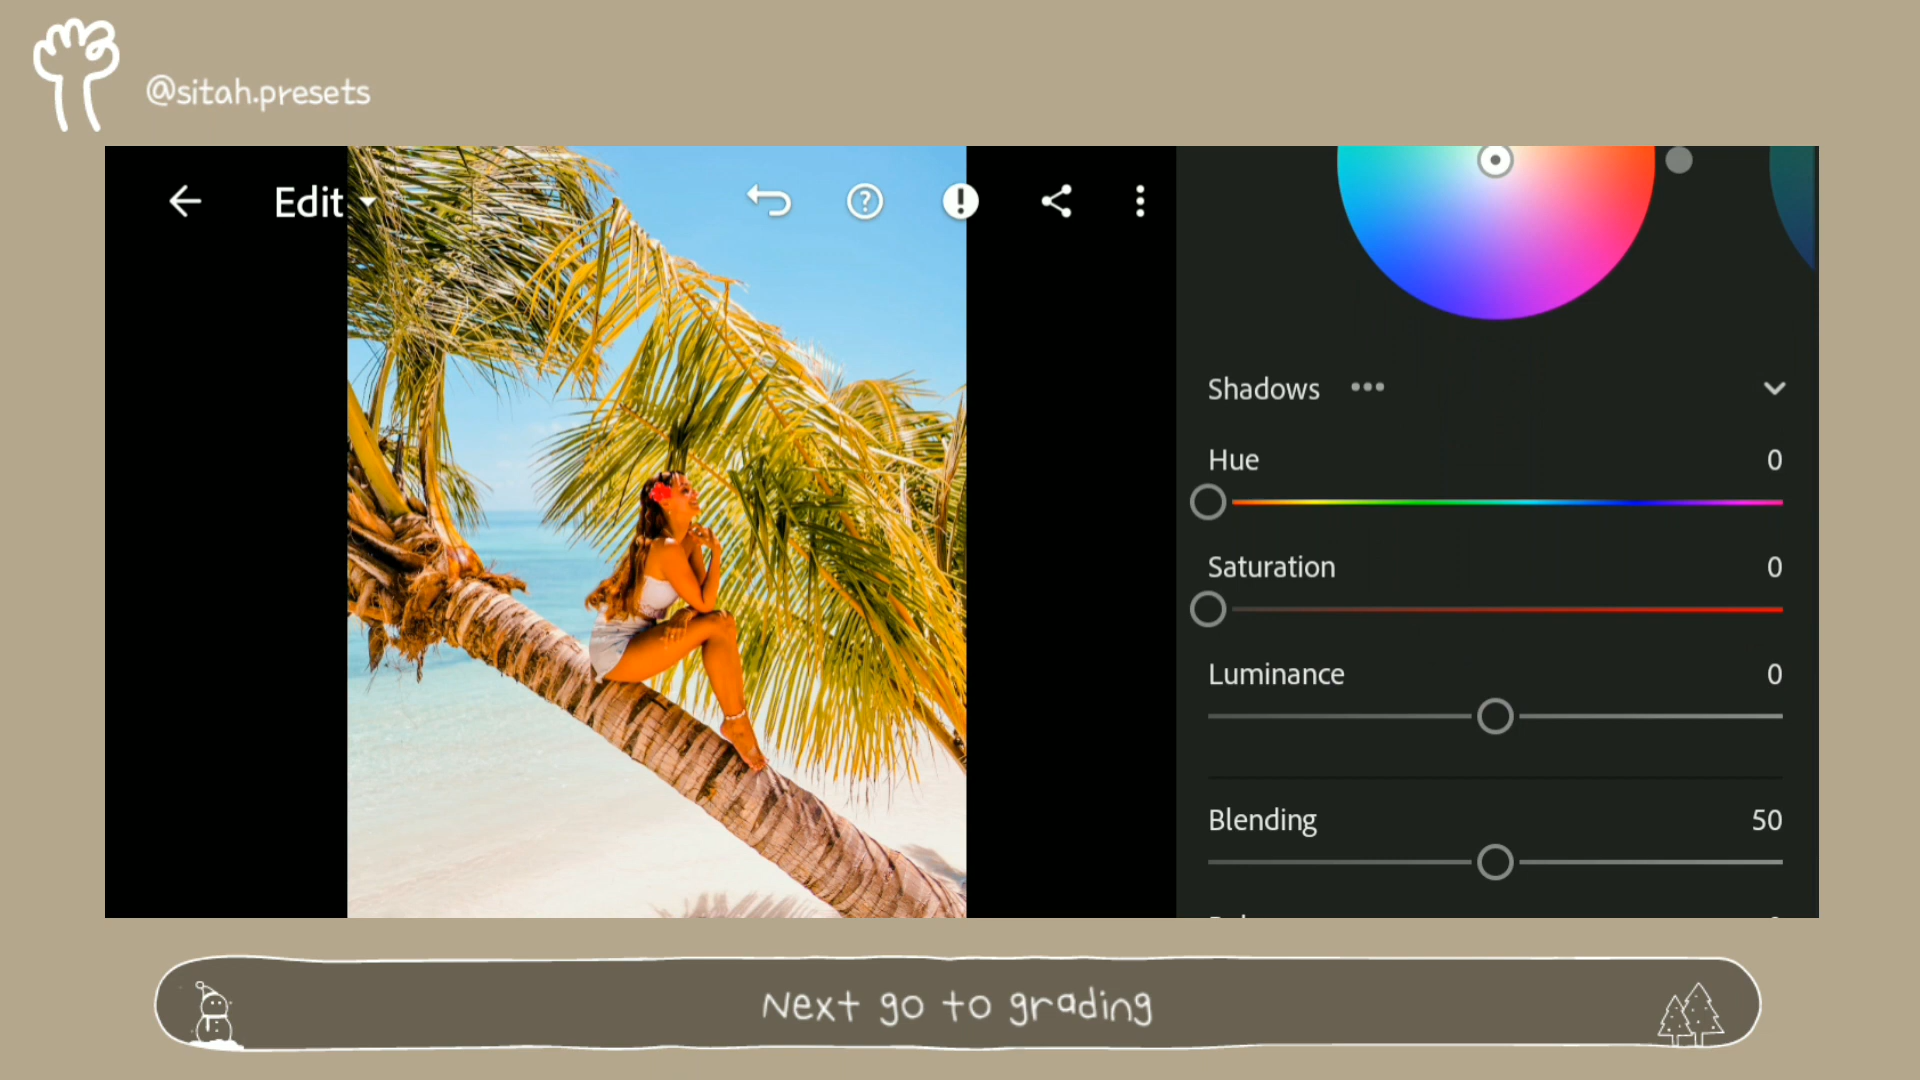 @sitah.presets
Edit
Shadows
Hue 0
Saturation 0
Luminance 0
Blending 50
Next go to grading